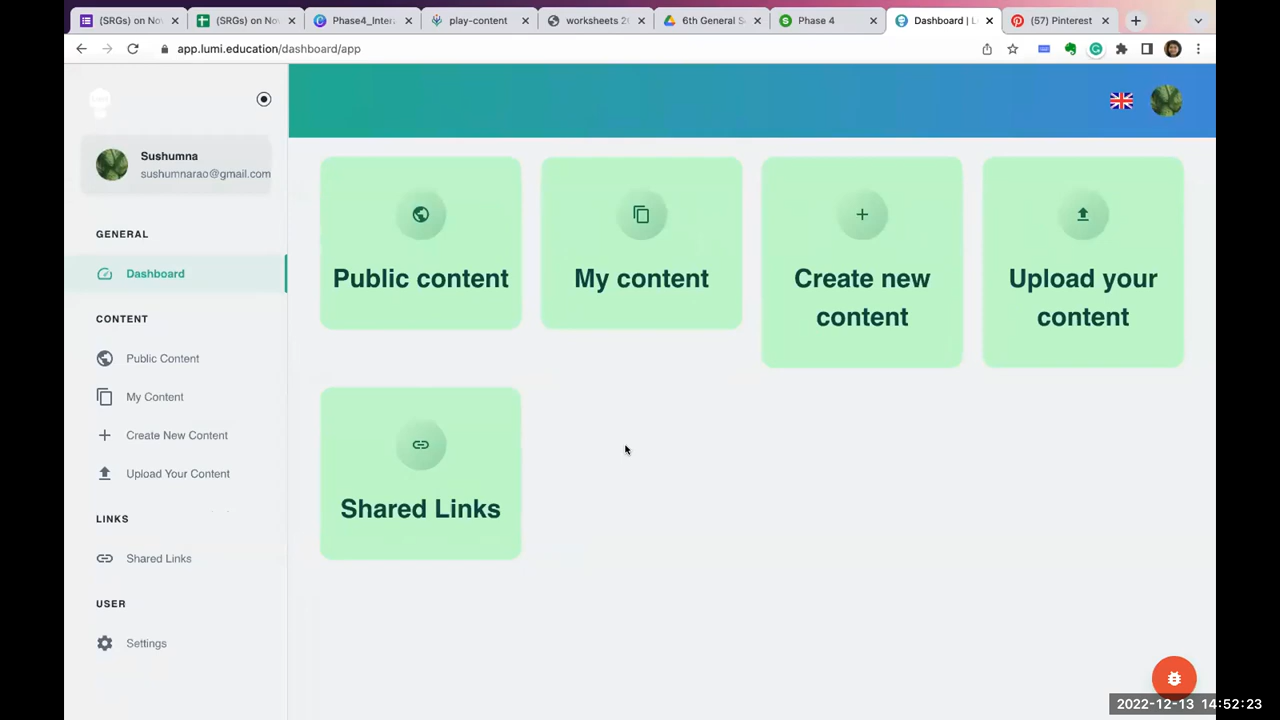 (SRGs) on Nov
(SRGs) on Nov
Phase4_Intera
play-content
worksheets 2
6th General S
Phase 4
Dashboard | L
(57) Pinterest
app.lumi.education/dashboard/app
Sushumna
sushumnarao@gmail.com
GENERAL
Dashboard
CONTENT
Public Content
My Content
Create New Content
Upload Your Content
LINKS
Shared Links
USER
Settings
Public content
My content
Create new
content
Upload your
content
Shared Links
2022-12-13 14:52:23